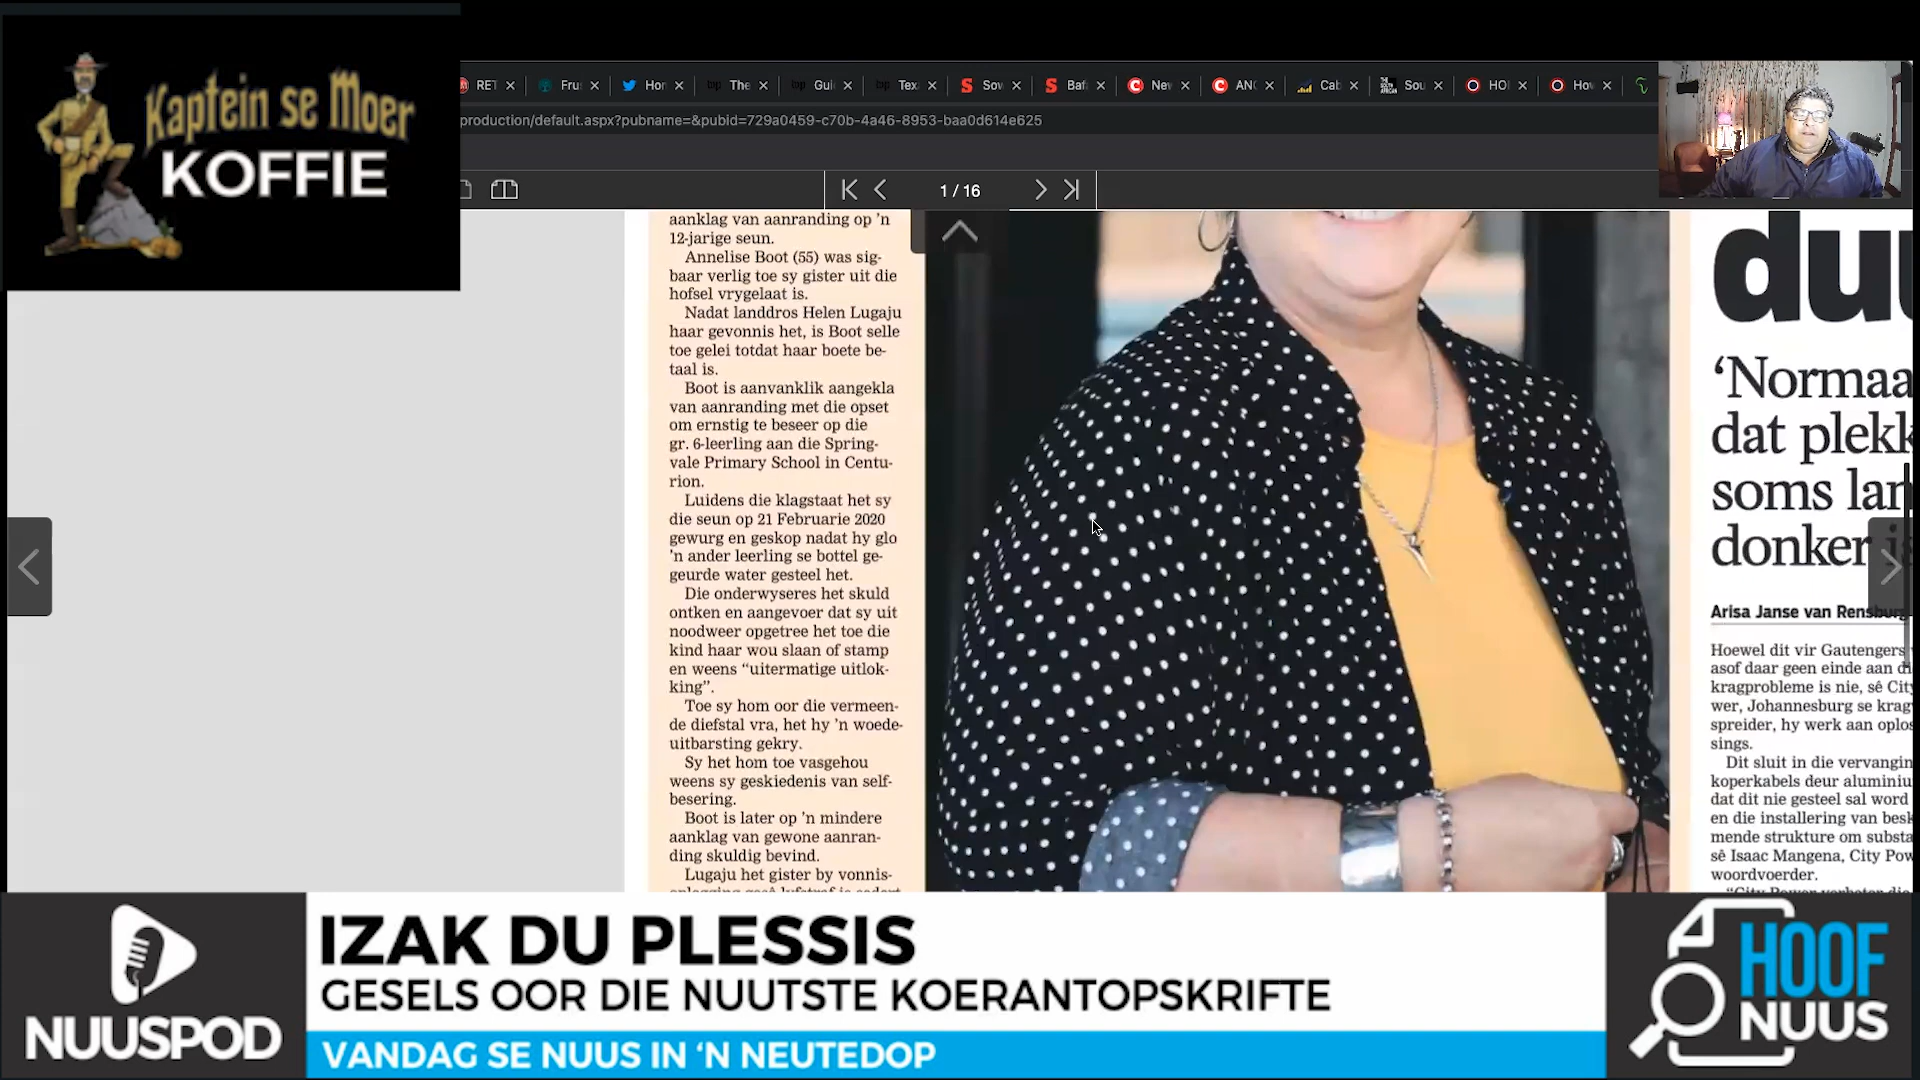 Kaptein se Moer
KOFFIE
RET
Fru
Hor
The
Gui
Tex
Sov
Baf
Nev
ANC
Cab
Sou
HOI
Hov
production/default.aspx?pubname=&pubid=729a0459-c70b-4a46-8953-baa0d614e625
1 / 16
aanklag van aanranding op ’n
12-jarige seun.
Annelise Boot (55) was sig-
baar verlig toe sy gister uit die
hofsel vrygelaat is.
Nadat landdros Helen Lugaju
haar gevonnis het, is Boot selle
toe gelei totdat haar boete be-
taal is.
Boot is aanvanklik aangekla
van aanranding met die opset
om ernstig te beseer op die
gr. 6-leerling aan die Spring-
vale Primary School in Centu-
rion.
Luidens die klagstaat het sy
die seun op 21 Februarie 2020
gewurg en geskop nadat hy glo
’n ander leerling se bottel ge-
geurde water gesteel het.
Die onderwyseres het skuld
ontken en aangevoer dat sy uit
noodweer opgetree het toe die
kind haar wou slaan of stamp
en weens “uitermatige uitlok-
king”.
Toe sy hom oor die vermeen-
de diefstal vra, het hy ’n woede-
uitbarsting gekry.
Sy het hom toe vasgehou
weens sy geskiedenis van self-
besering.
Boot is later op ’n mindere
aanklag van gewone aanran-
ding skuldig bevind.
Lugaju het gister by vonnis-
duu
‘Normaa
dat plekk
soms lan
donker is
Arisa Janse van Rensburg
Hoewel dit vir Gautengers
asof daar geen einde aan di
kragprobleme is nie, sê City
wer, Johannesburg se krag
spreider, hy werk aan oplos
sings.
Dit sluit in die vervangin
koperkabels deur aluminiu
dat dit nie gesteel sal word
en die installering van besk
mende strukture om substa
sê Isaac Mangena, City Pow
woordvoerder.
“City Power verbeter die
NUUSPOD
IZAK DU PLESSIS
GESELS OOR DIE NUUTSTE KOERANTOPSKRIFTE
VANDAG SE NUUS IN ‘N NEUTEDOP
HOOF
NUUS